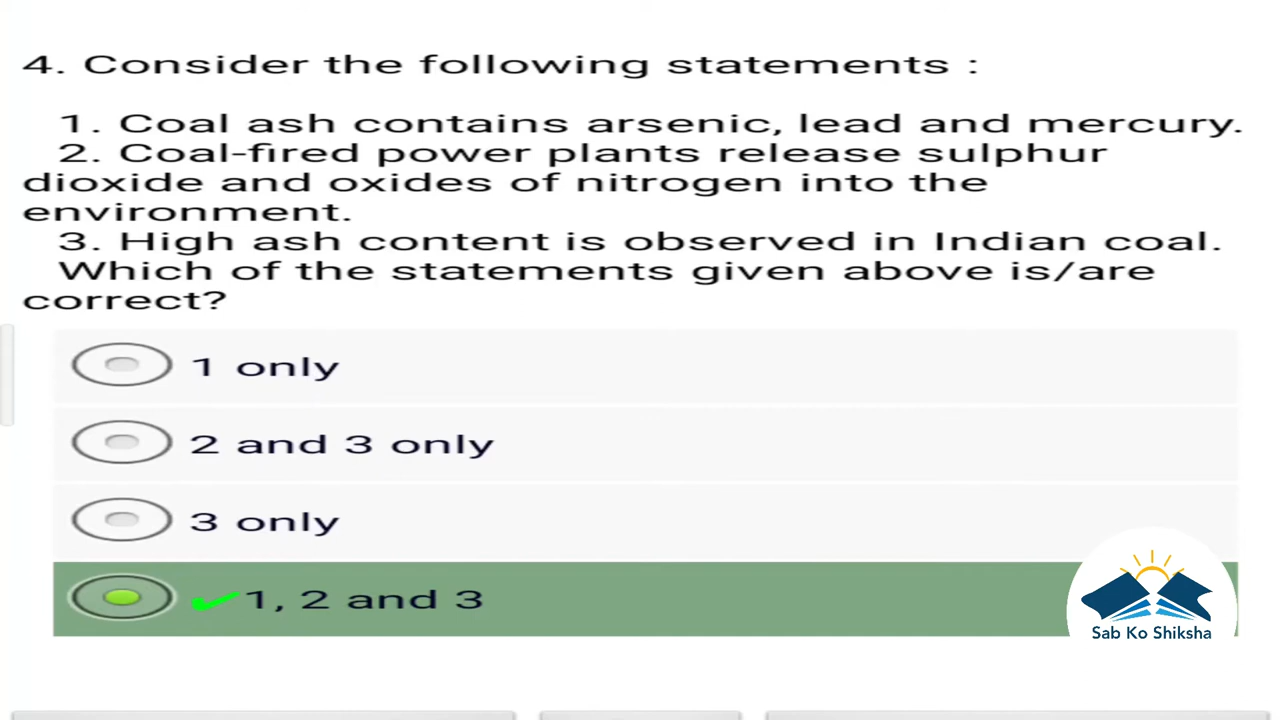 4. Consider the following statements :
1. Coal ash contains arsenic, lead and mercury.
2. Coal-fired power plants release sulphur
dioxide and oxides of nitrogen into the
environment.
3. High ash content is observed in Indian coal.
Which of the statements given above is/are
correct?
1 only
2 and 3 only
3 only
1, 2 and 3
Sab Ko Shiksha